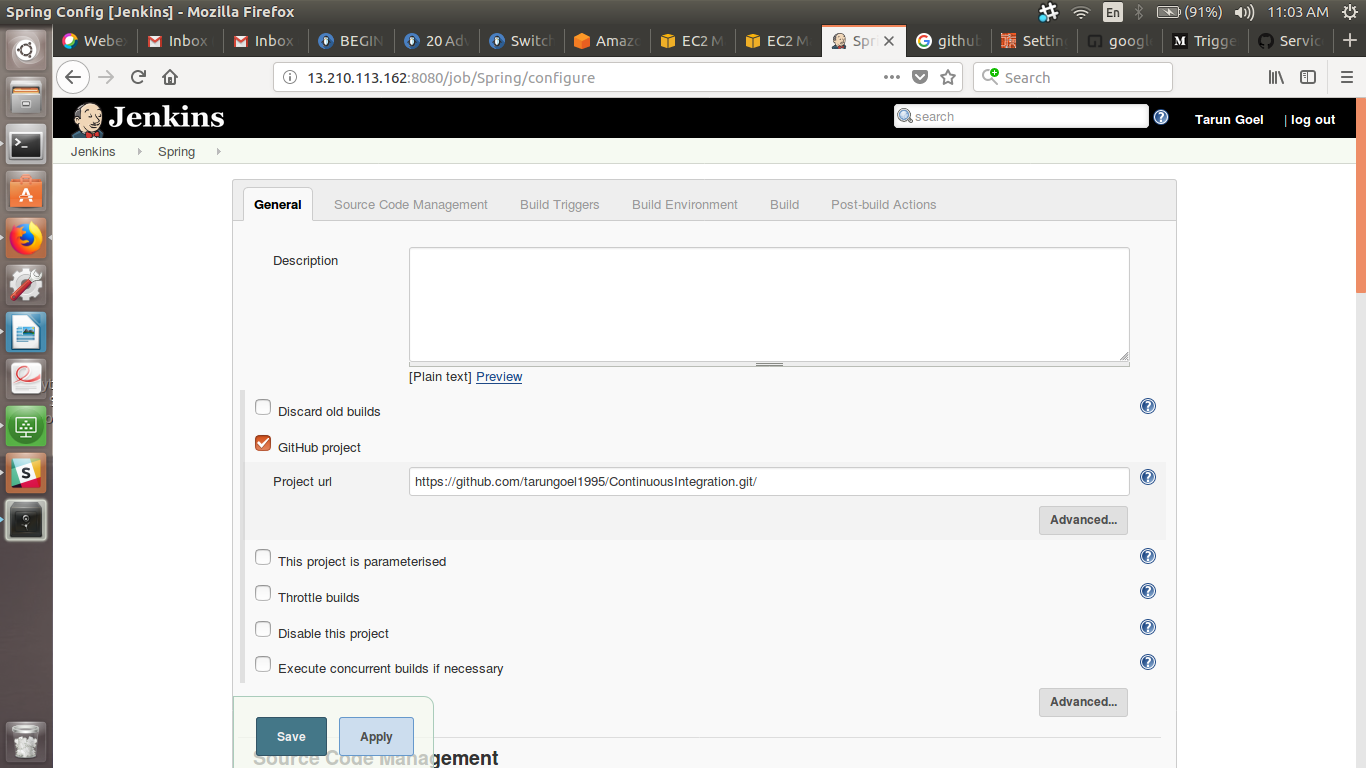 Spring Config [Jenkins] - Mozilla Firefox
En
(91%)
11:03 AM
Webe
Inbox
Inbox
BEGIN
20 Adv
Switch
Amazo
EC2 M
EC2 M
Spr
github
Settin
google
Trigge
Servic
13.210.113.162:8080/job/Spring/configure
Search
Jenkins
search
Tarun Goel
| log out
Jenkins
Spring
General
Source Code Management
Build Triggers
Build Environment
Build
Post-build Actions
Description
[Plain text] Preview
Discard old builds
GitHub project
Project url
https://github.com/tarungoel1995/ContinuousIntegration.git/
Advanced...
This project is parameterised
Throttle builds
Disable this project
Execute concurrent builds if necessary
Advanced...
Save
Apply
Source Code Management